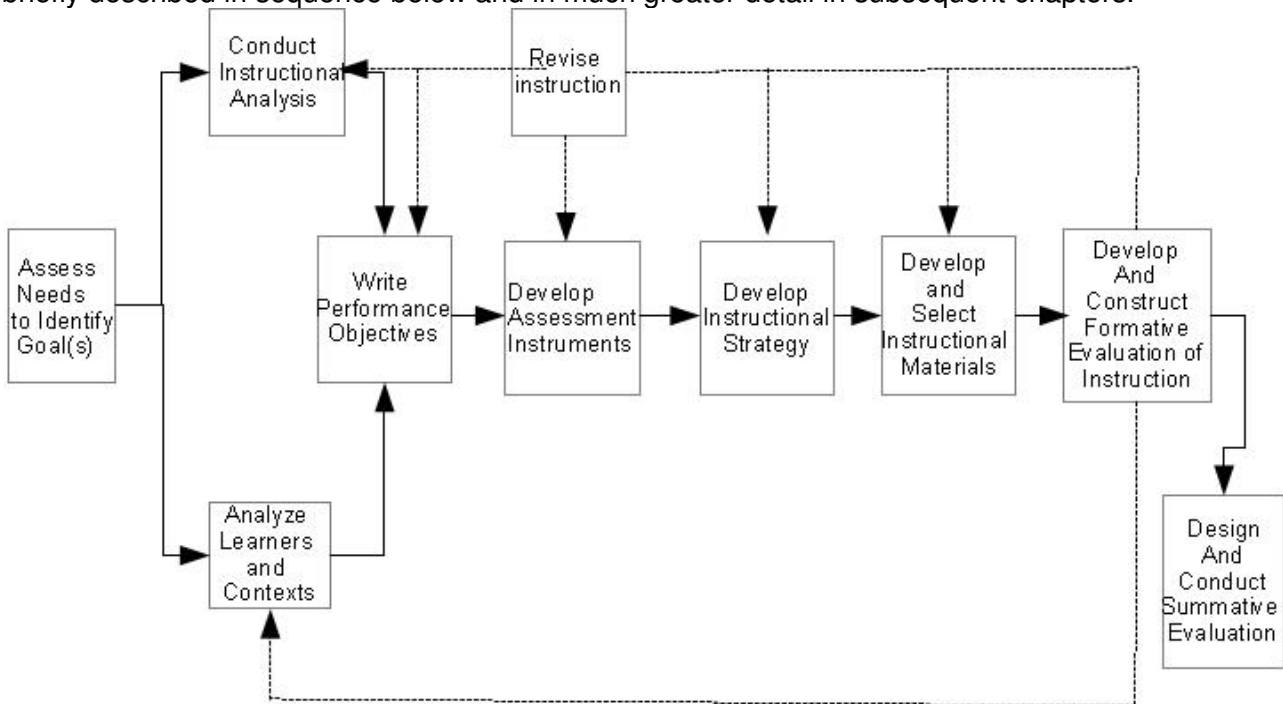 briefly described in sequence below and in much greater detail in subsequent chapters.
Conduct
Instructional
Analysis
Revise
instruction
Assess
Needs
to Identify
Goal(s)
Write
Performance
Objectives
Develop
Assessment
Instruments
Develop
Instructional
Strategy
Develop
and
Select
Instructional
Materials
Develop
And
Construct
Formative
Evaluation of
Instruction
Analyze
Learners
and
Contexts
Design
And
Conduct
Summative
Evaluation